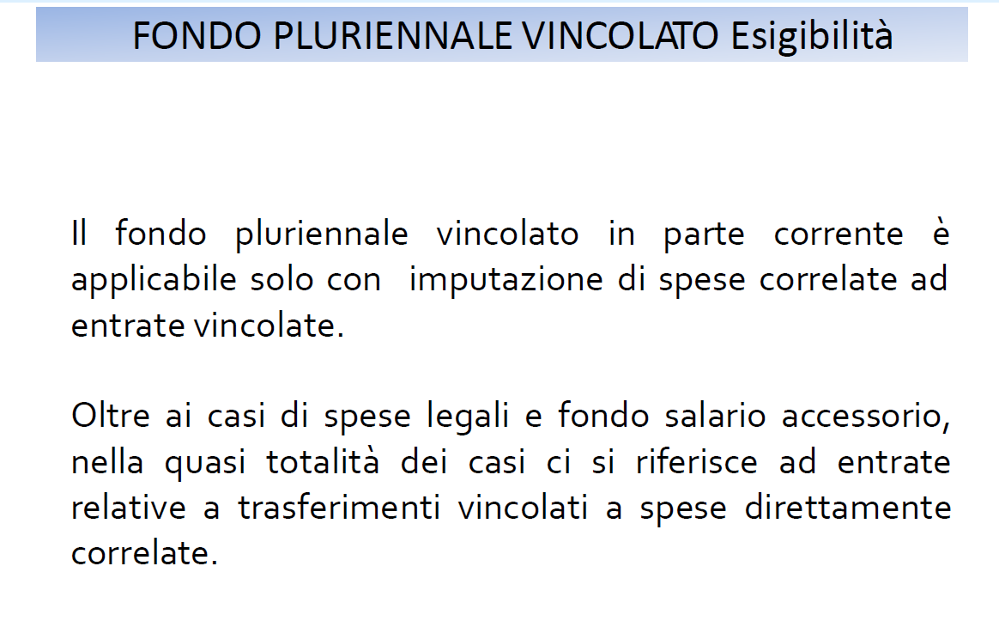 FONDO PLURIENNALE VINCOLATO Esigibilità
Il fondo pluriennale vincolato in parte corrente è
applicabile solo con imputazione di spese correlate ad
entrate vincolate.
Oltre ai casi di spese legali e fondo salario accessorio,
nella quasi totalità dei casi ci si riferisce ad entrate
relative a trasferimenti vincolati a spese direttamente
correlate.